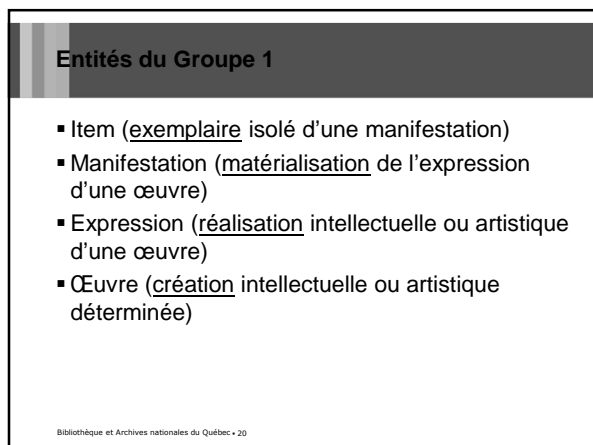 Entités du Groupe 1
▪ Item (exemplaire isolé d'une manifestation)
▪ Manifestation (matérialisation de l'expression
d'une œuvre)
▪ Expression (réalisation intellectuelle ou artistique
d'une œuvre)
▪ Œuvre (création intellectuelle ou artistique
déterminée)
Bibliothèque et Archives nationales du Québec ▪ 20